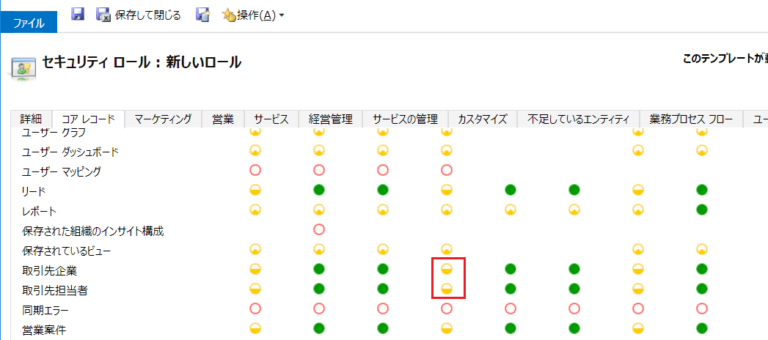 ファイル
保存して閉じる
操作(A)
セキュリティ ロール : 新しいロール
このテンプレートが
詳細 コア レコード マーケティング 営業 サービス 経営管理 サービスの管理 カスタマイズ 不足しているエンティティ 業務プロセス フロー ユー
ユーザー グラフ
ユーザー ダッシュボード
ユーザー マッピング
リード
レポート
保存された組織のインサイト構成
保存されているビュー
取引先企業
取引先担当者
同期エラー
営業案件